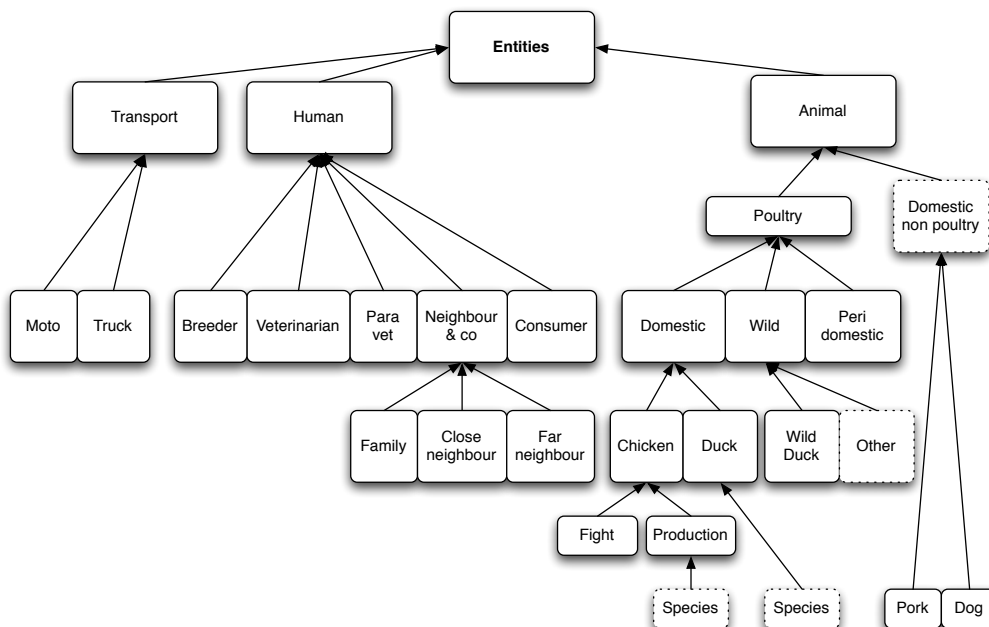 Entities
Transport
Human
Animal
Poultry
Domestic
non poultry
Moto
Truck
Breeder
Veterinarian
Para
vet
Neighbour
& co
Consumer
Domestic
Wild
Peri
domestic
Family
Close
neighbour
Far
neighbour
Chicken
Duck
Wild
Duck
Other
Fight
Production
Species
Species
Pork
Dog